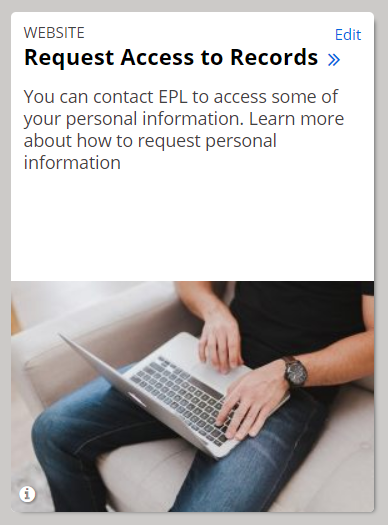 WEBSITE
Edit
Request Access to Records »
You can contact EPL to access some of
your personal information. Learn more
about how to request personal
information
i